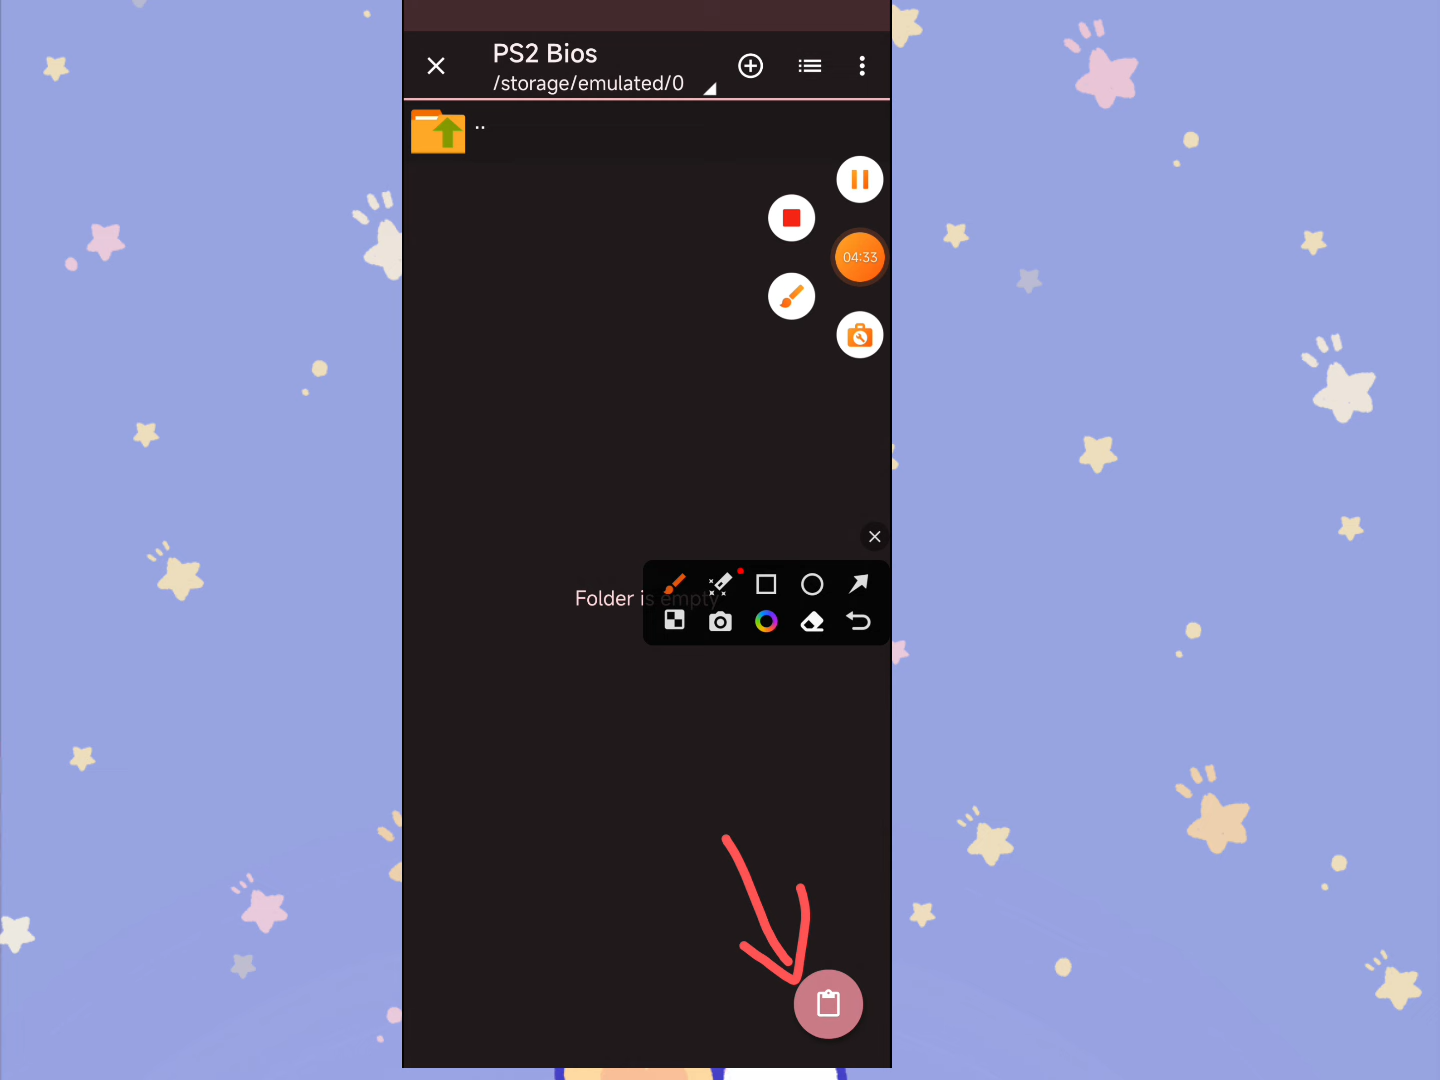 PS2 Bios
/storage/emulated/0
..
04:33
Folder is empty